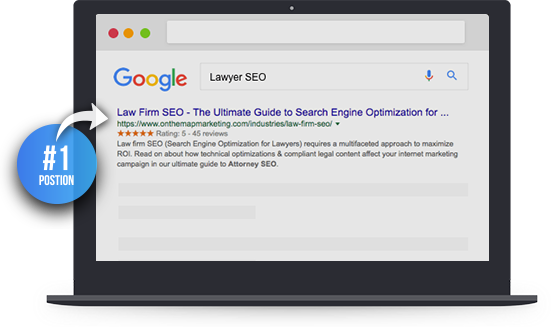 Google
Lawyer SEO
Law Firm SEO - The Ultimate Guide to Search Engine Optimization for ...
https://www.onthemapmarketing.com/industries/law-firm-seo/
Rating: 5 - 45 reviews
Law firm SEO (Search Engine Optimization for Lawyers) requires a multifaceted approach to maximize
ROI. Read on about how technical optimizations & compliant legal content affect your internet marketing
campaign in our ultimate guide to Attorney SEO.
#1
POSTION